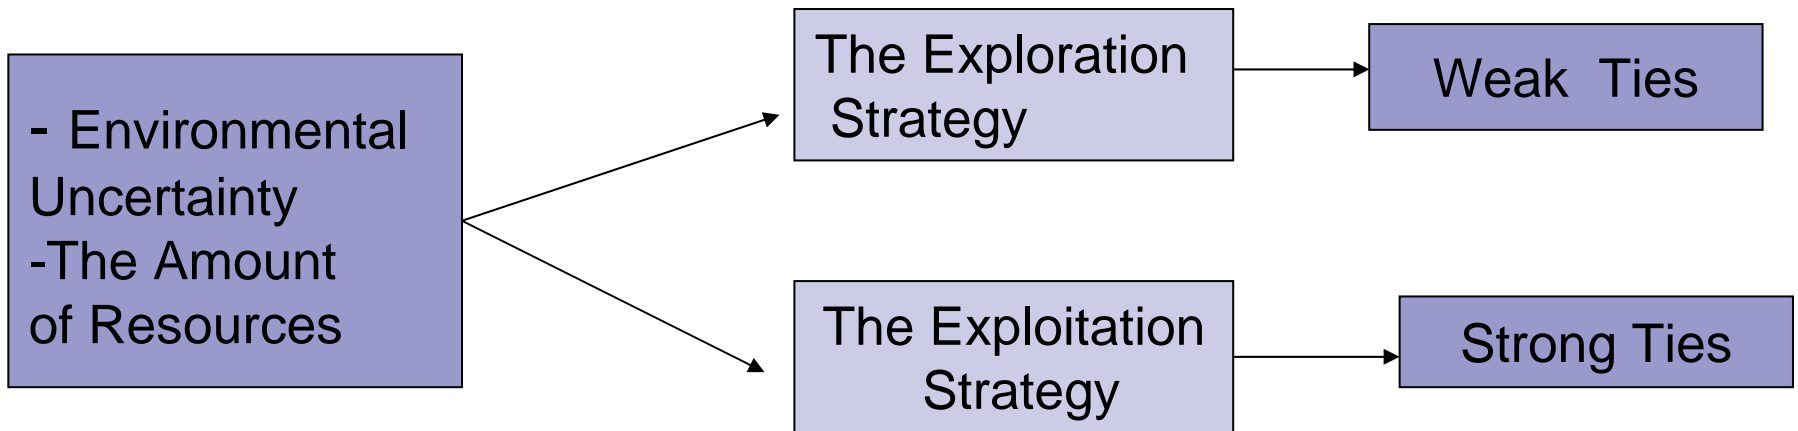 - Environmental
Uncertainty
-The Amount
of Resources
The Exploration
Strategy
Weak Ties
The Exploitation
Strategy
Strong Ties